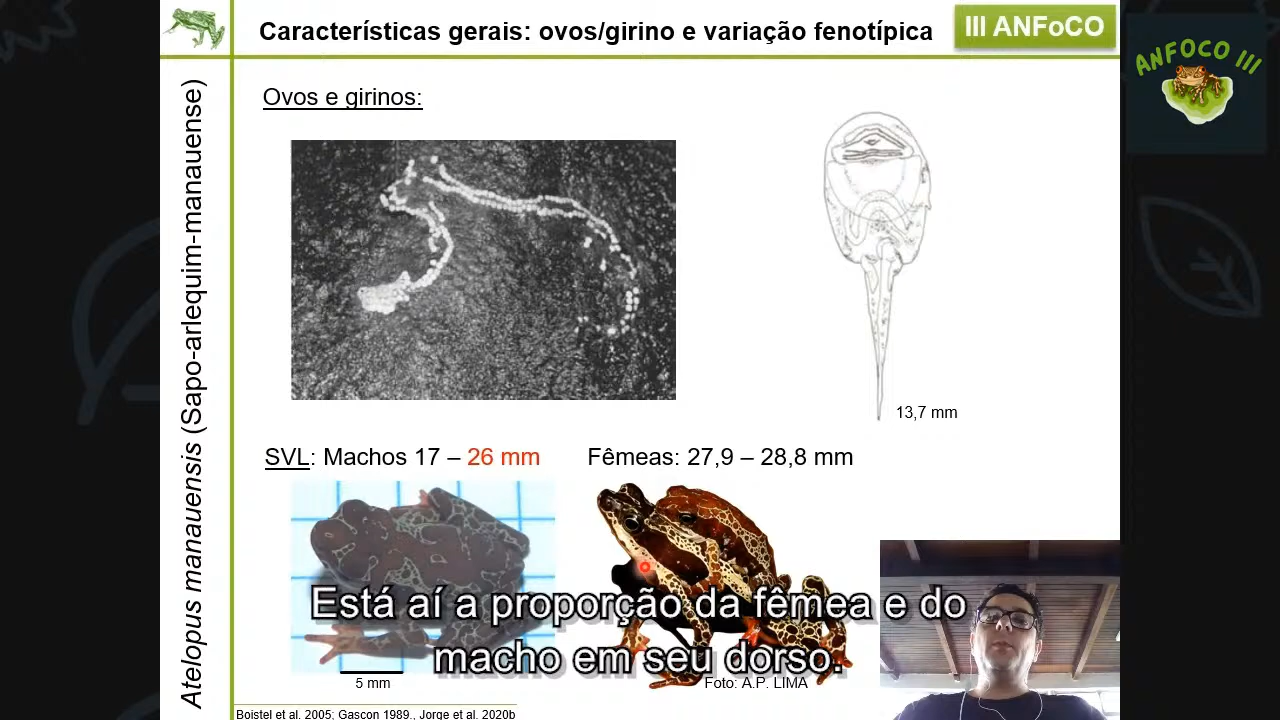 Características gerais: ovos/girino e variação fenotípica
III ANFoCO
ANFOCO III
Atelopus manauensis (Sapo-arlequim-manauense)
Ovos e girinos:
13,7 mm
SVL: Machos 17 – 26 mm
Fêmeas: 27,9 – 28,8 mm
Está aí a proporção da fêmea e do
macho em seu dorso.
5 mm
Foto: A.P. LIMA
Boistel et al. 2005; Gascon 1989., Jorge et al. 2020b